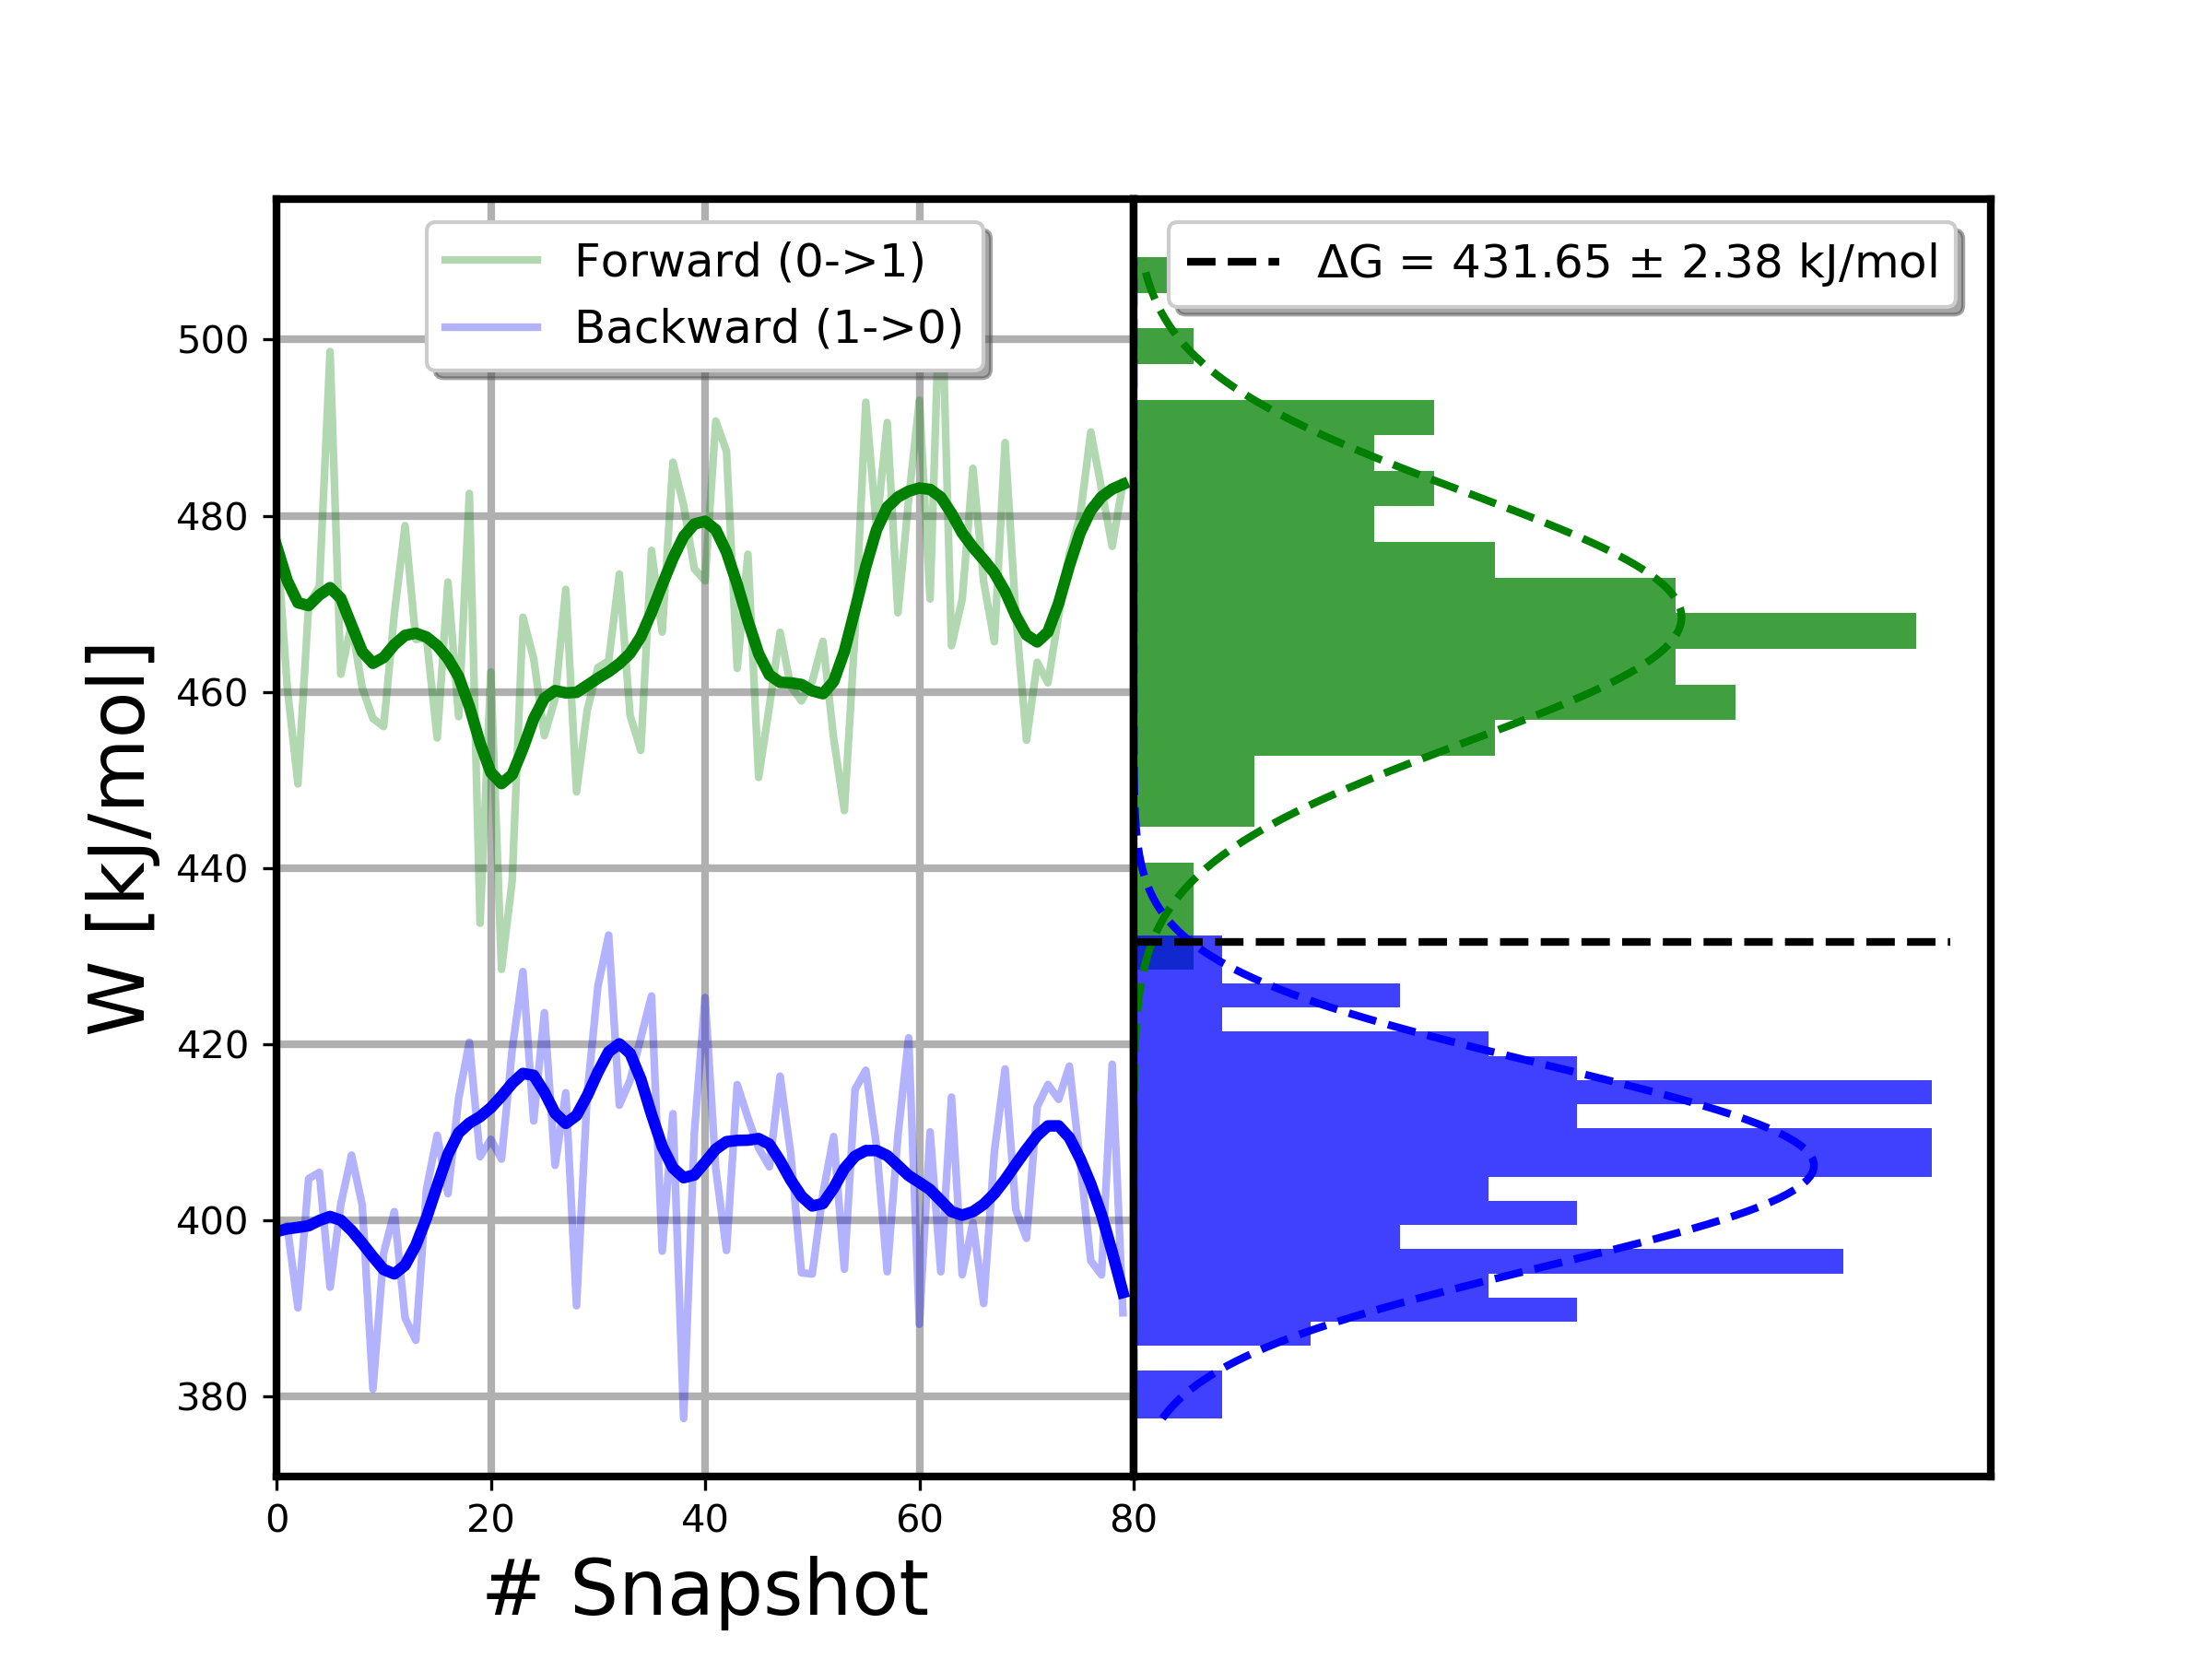 Forward (0->1)
Backward (1->0)
ΔG = 431.65 ± 2.38 kJ/mol
W [kJ/mol]
500
480
460
440
420
400
380
0 20 40 60 80
# Snapshot